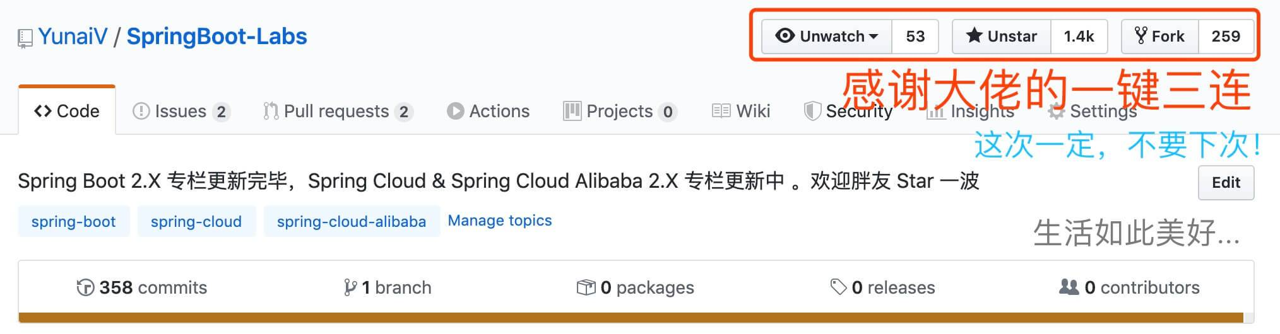 YunaiV / SpringBoot-Labs
Unwatch 53 Unstar 1.4k Fork 259
感谢大佬的一键三连
Code Issues 2 Pull requests 2 Actions Projects 0 Wiki Security Insights Settings
这次一定，不要下次！
Spring Boot 2.X 专栏更新完毕，Spring Cloud & Spring Cloud Alibaba 2.X 专栏更新中 。欢迎胖友 Star 一波
Edit
spring-boot spring-cloud spring-cloud-alibaba Manage topics
生活如此美好...
358 commits 1 branch 0 packages 0 releases 0 contributors